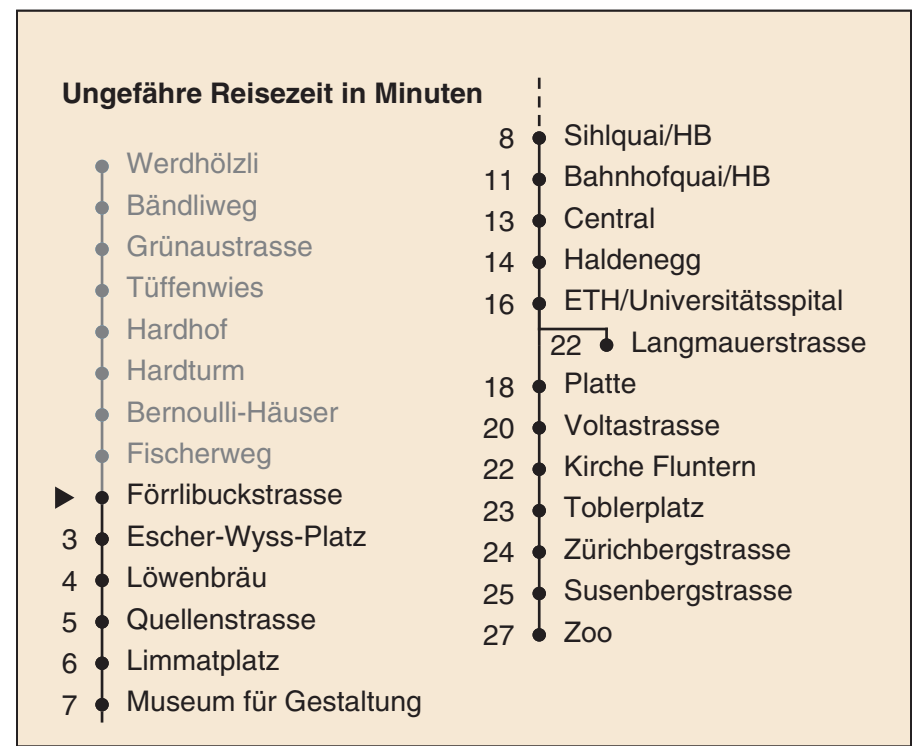 Ungefähre Reisezeit in Minuten
Werdhölzli
Bändliweg
Grünaustrasse
Tüffenwies
Hardhof
Hardturm
Bernoulli-Häuser
Fischerweg
Förrlibuckstrasse
3 Escher-Wyss-Platz
4 Löwenbräu
5 Quellenstrasse
6 Limmatplatz
7 Museum für Gestaltung
8 Sihlquai/HB
11 Bahnhofquai/HB
13 Central
14 Haldenegg
16 ETH/Universitätsspital
22 Langmauerstrasse
18 Platte
20 Voltastrasse
22 Kirche Fluntern
23 Toblerplatz
24 Zürichbergstrasse
25 Susenbergstrasse
27 Zoo